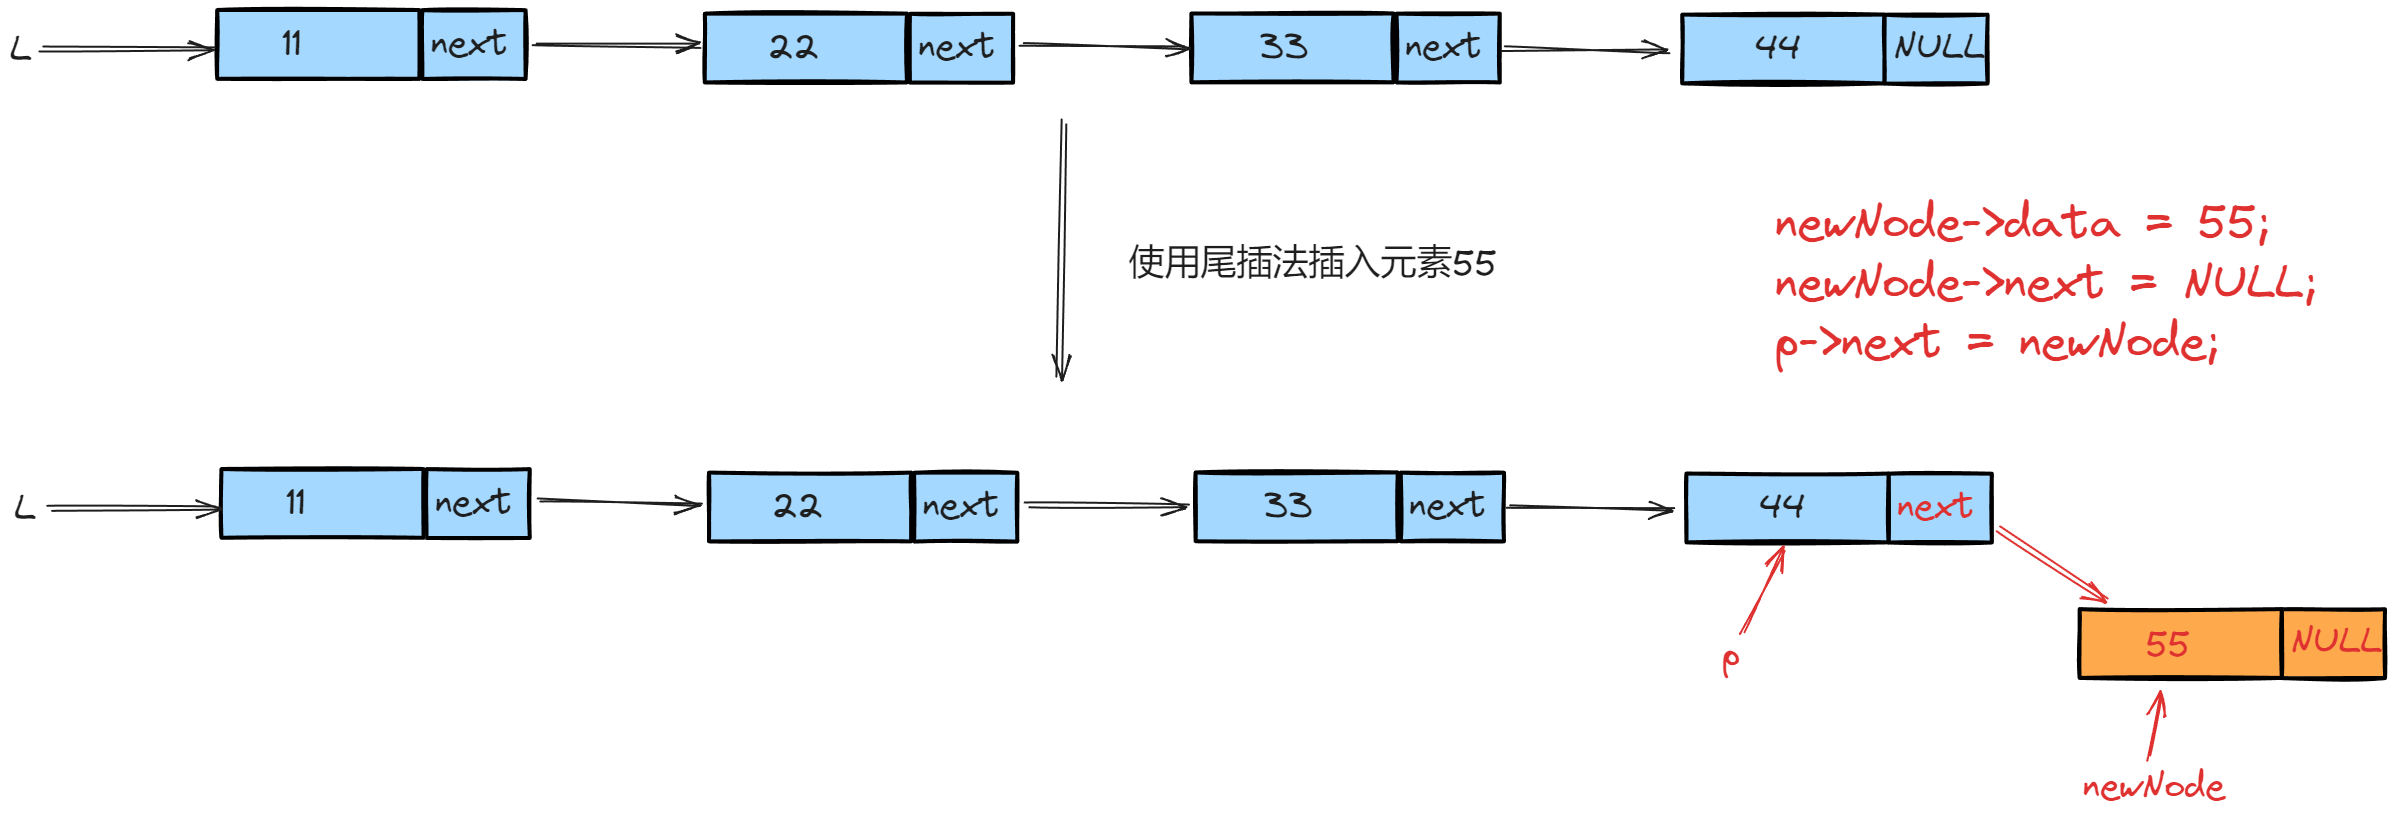 L 11 next 22 next 33 next 44 NULL
newNode->data = 55;
使用尾插法插入元素55
newNode->next = NULL;
p->next = newNode;
L 11 next 22 next 33 next 44 next
p 55 NULL
newNode